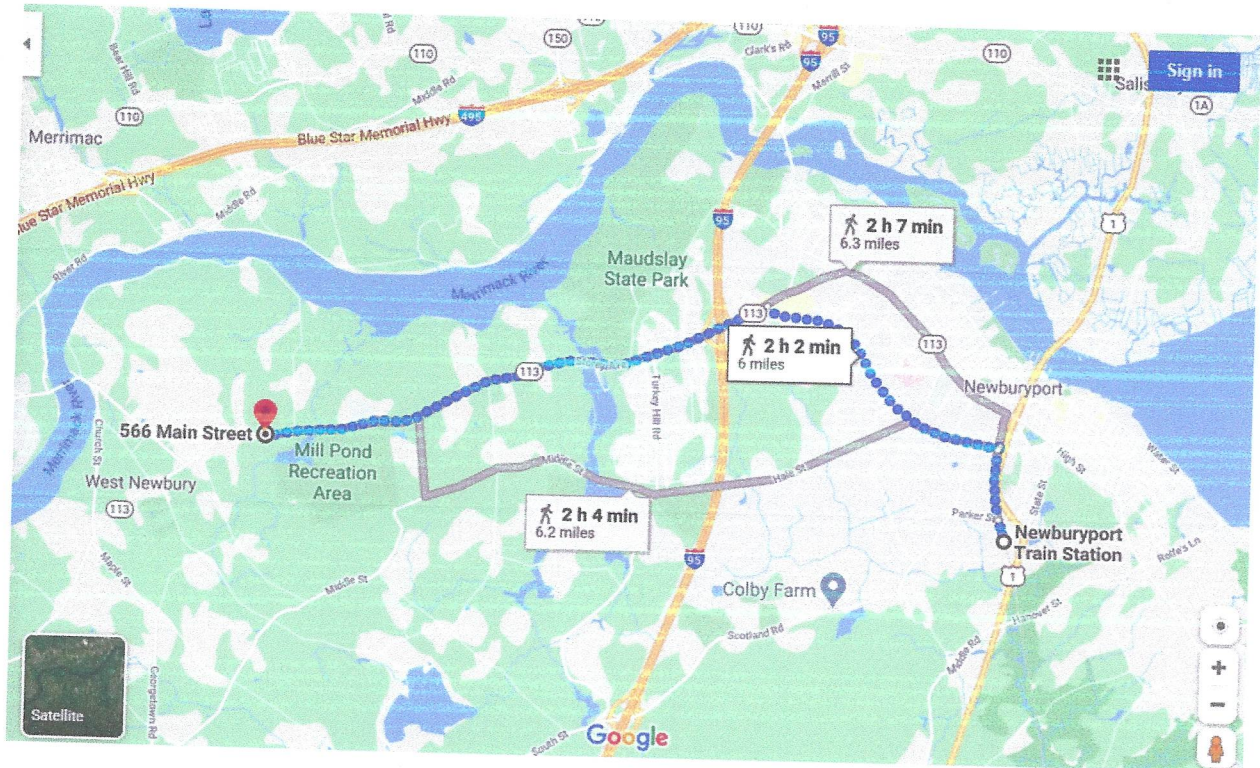 95
110
150
110
110
Clark's Rd
95
Merrill St
Bear Hill Rd
Middle Rd
Sign in
1A
495
Blue Star Memorial Hwy
110
Merrimac
Blue Star Memorial Hwy
Middle Rd
95
2 h 7 min
6.3 miles
1
River Rd
Maudslay
State Park
Merrimack River
113
2 h 2 min
6 miles
113
113
Newburyport
Turkey Hill Rd
566 Main Street
Mill Pond
Recreation
Area
Church St
Merrimack River
West Newbury
113
Middle St
Hale St
High St
Water St
State St
Parker St
2 h 4 min
6.2 miles
Newburyport
Train Station
Rolfe's Ln
95
1
Maple St
Middle St
Colby Farm
Hanover St
Scotland Rd
Middle Rd
Georgetown Rd
Satellite
South St
Google